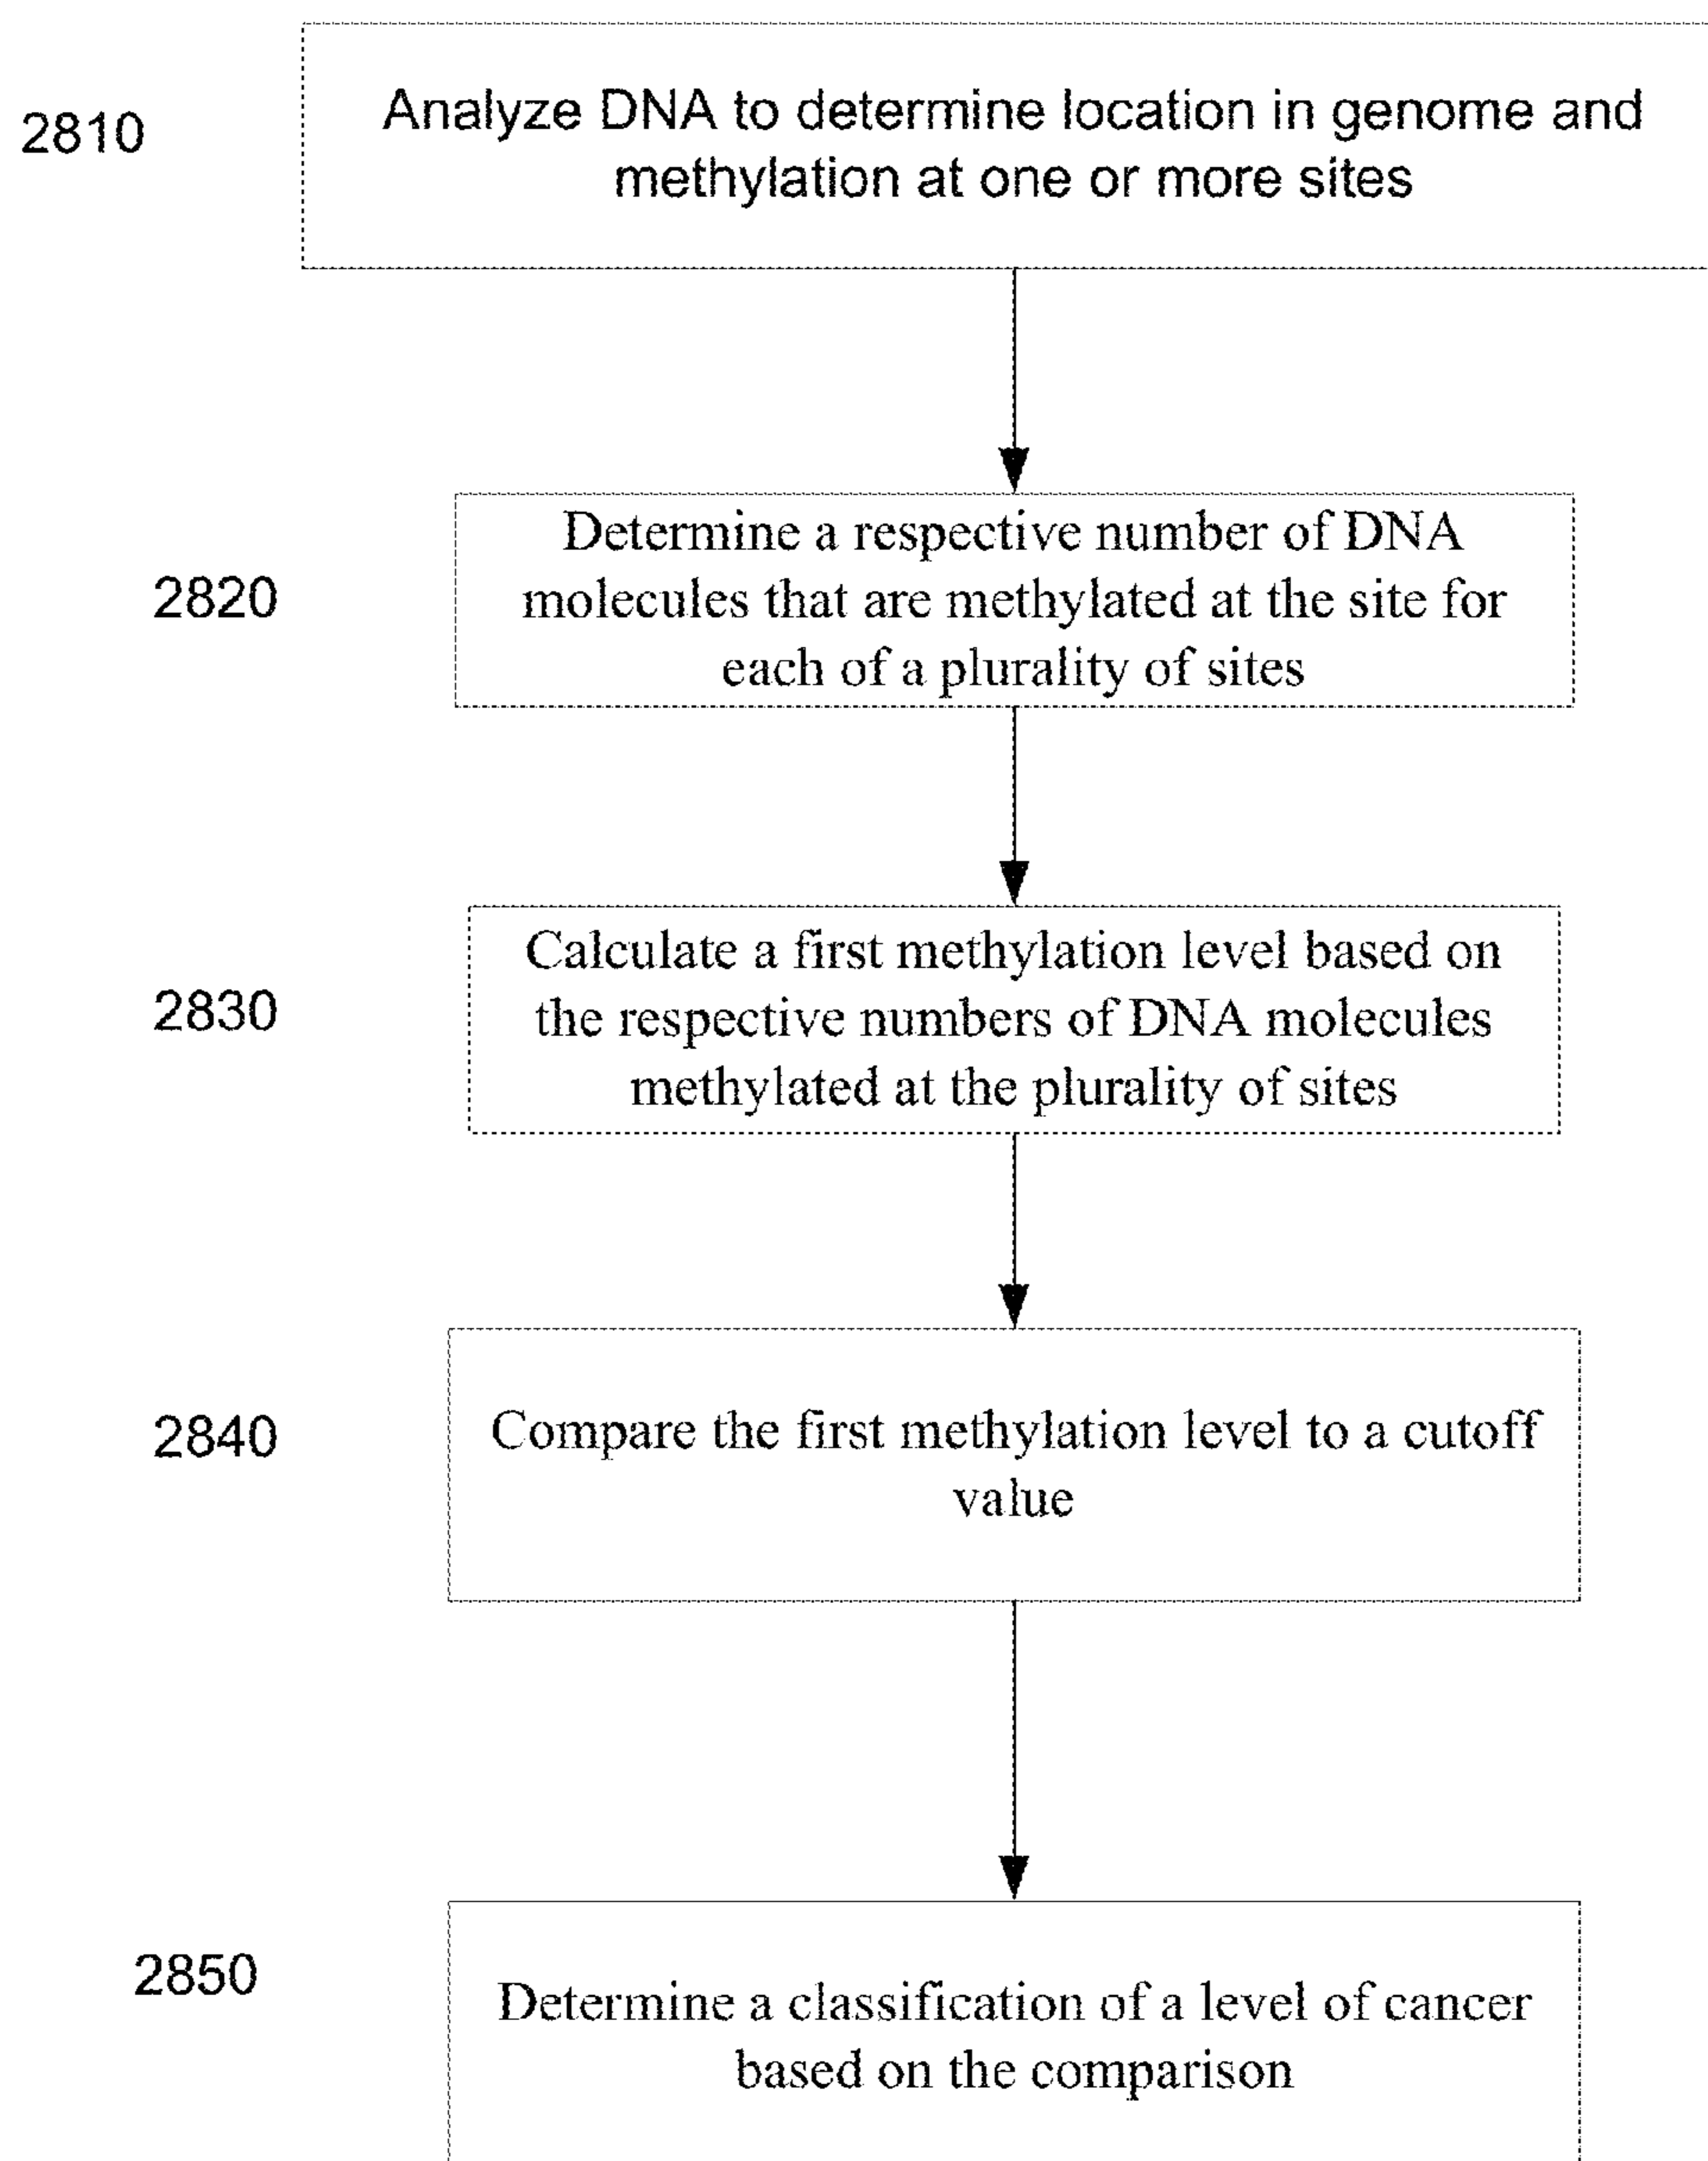 2810
Analyze DNA to determine location in genome and
methylation at one or more sites
2820
Determine a respective number of DNA
molecules that are methylated at the site for
each of a plurality of sites
2830
Calculate a first methylation level based on
the respective numbers of DNA molecules
methylated at the plurality of sites
2840
Compare the first methylation level to a cutoff
value
2850
Determine a classification of a level of cancer
based on the comparison